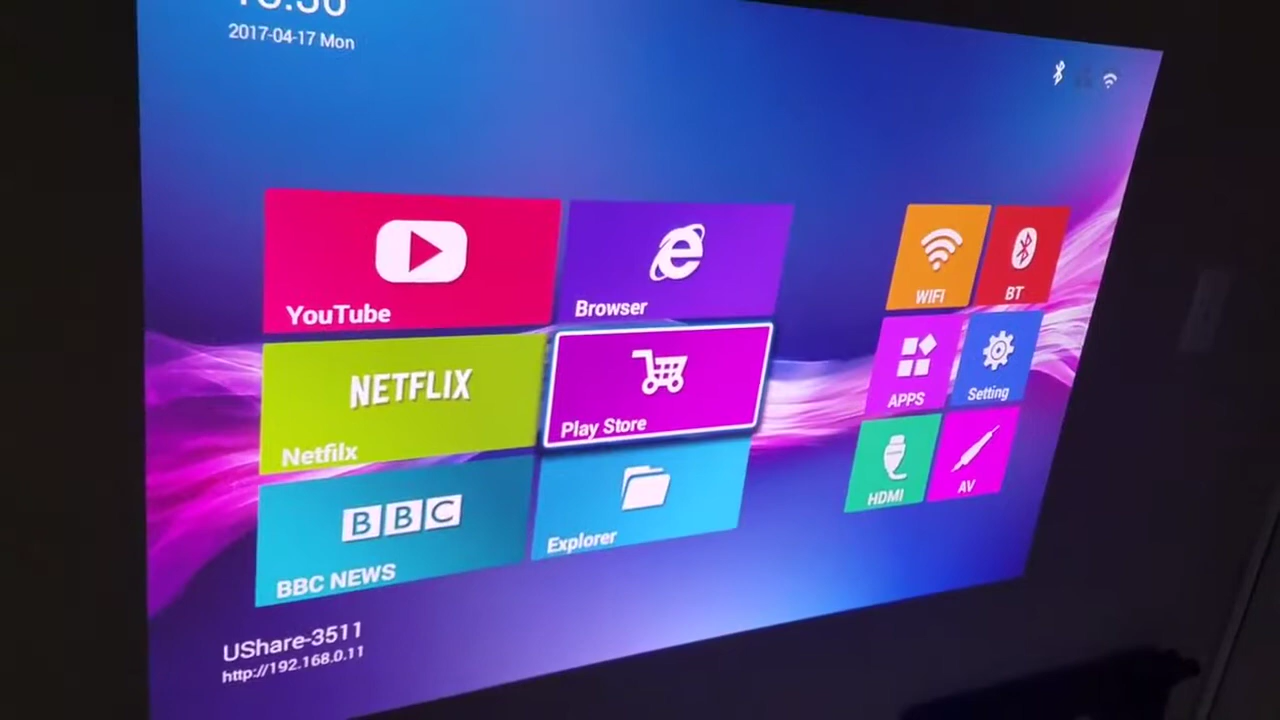 2017-04-17 Mon
YouTube
Browser
WIFI
BT
NETFLIX
Netfilx
Play Store
APPS
Setting
BBC
BBC NEWS
Explorer
HDMI
AV
UShare-3511
http://192.168.0.11